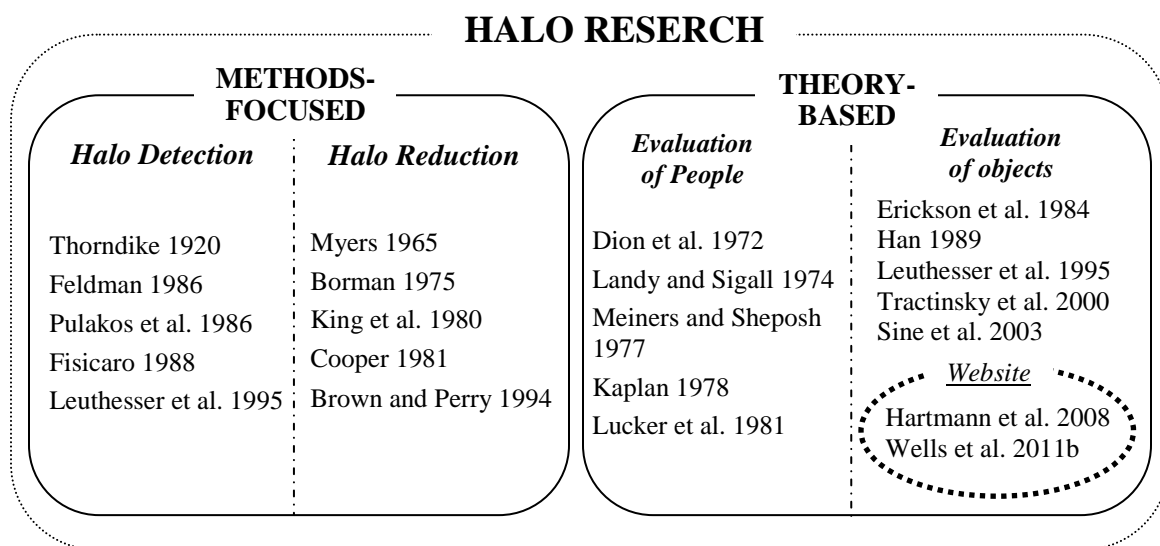 HALO RESERCH
METHODS-
FOCUSED
Halo Detection
Thorndike 1920
Feldman 1986
Pulakos et al. 1986
Fisicaro 1988
Leuthesser et al. 1995
Halo Reduction
Myers 1965
Borman 1975
King et al. 1980
Cooper 1981
Brown and Perry 1994
THEORY-
BASED
Evaluation
of People
Dion et al. 1972
Landy and Sigall 1974
Meiners and Sheposh
1977
Kaplan 1978
Lucker et al. 1981
Evaluation
of objects
Erickson et al. 1984
Han 1989
Leuthesser et al. 1995
Tractinsky et al. 2000
Sine et al. 2003
Website
Hartmann et al. 2008
Wells et al. 2011b